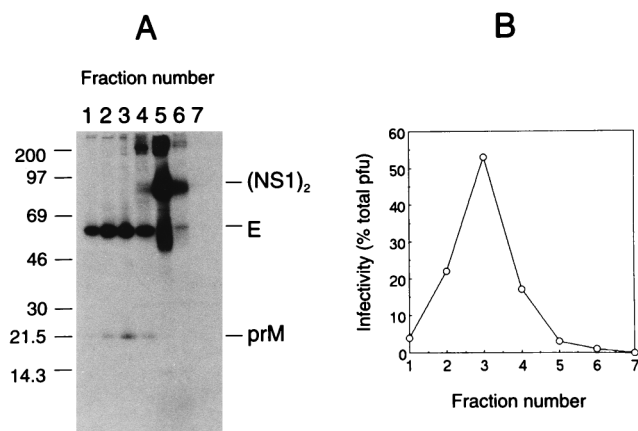 A
Fraction number
1 2 3 4 5 6 7
200
97
69
46
30
21.5
14.3
(NS1)₂
E
prM
B
Infectivity (% total pfu)
60
50
40
30
20
10
0
1 2 3 4 5 6 7
Fraction number